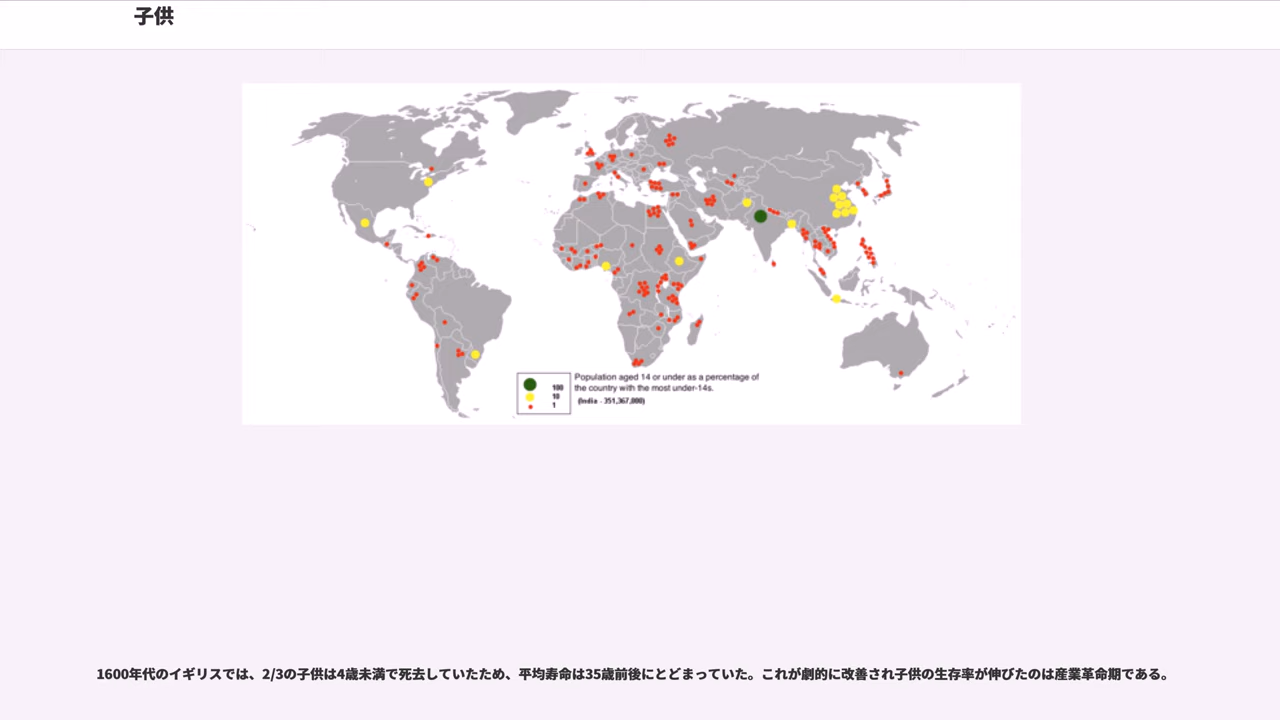 子供
Population aged 14 or under as a percentage of
the country with the most under-14s.
(India - 351,367,000)
100
10
1
1600年代のイギリスでは、2/3の子供は4歳未満で死去していたため、平均寿命は35歳前後にとどまっていた。これが劇的に改善され子供の生存率が伸びたのは産業革命期である。